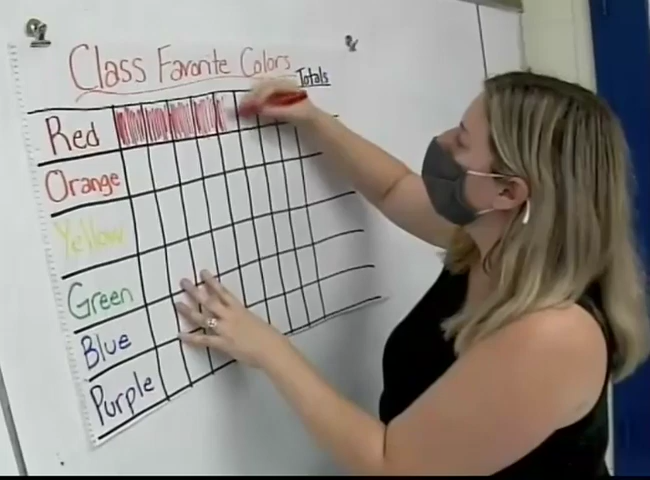 Class Favorite Colors
Totals
Red
Orange
Yellow
Green
Blue
Purple